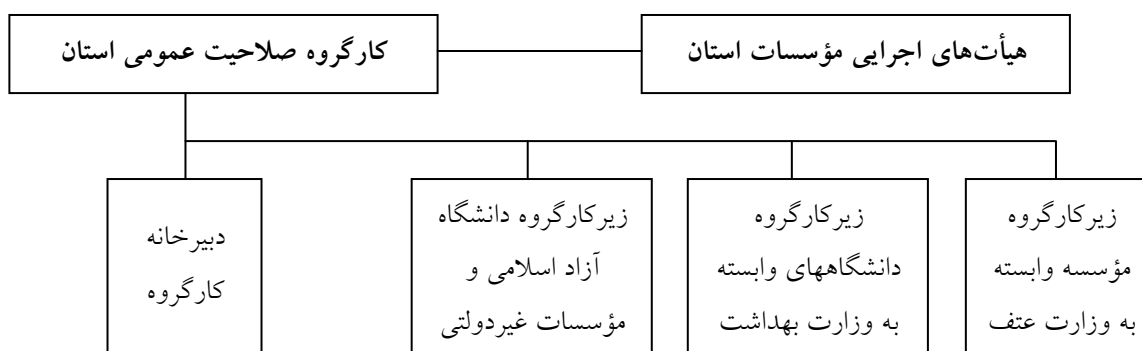 هیأت‌های اجرایی مؤسسات استان
کارگروه صلاحیت عمومی استان
زیرکارگروه
مؤسسه وابسته
به وزارت عتف
زیرکارگروه
دانشگاههای وابسته
به وزارت بهداشت
زیرکارگروه دانشگاه
آزاد اسلامی و
مؤسسات غیردولتی
دبیرخانه
کارگروه